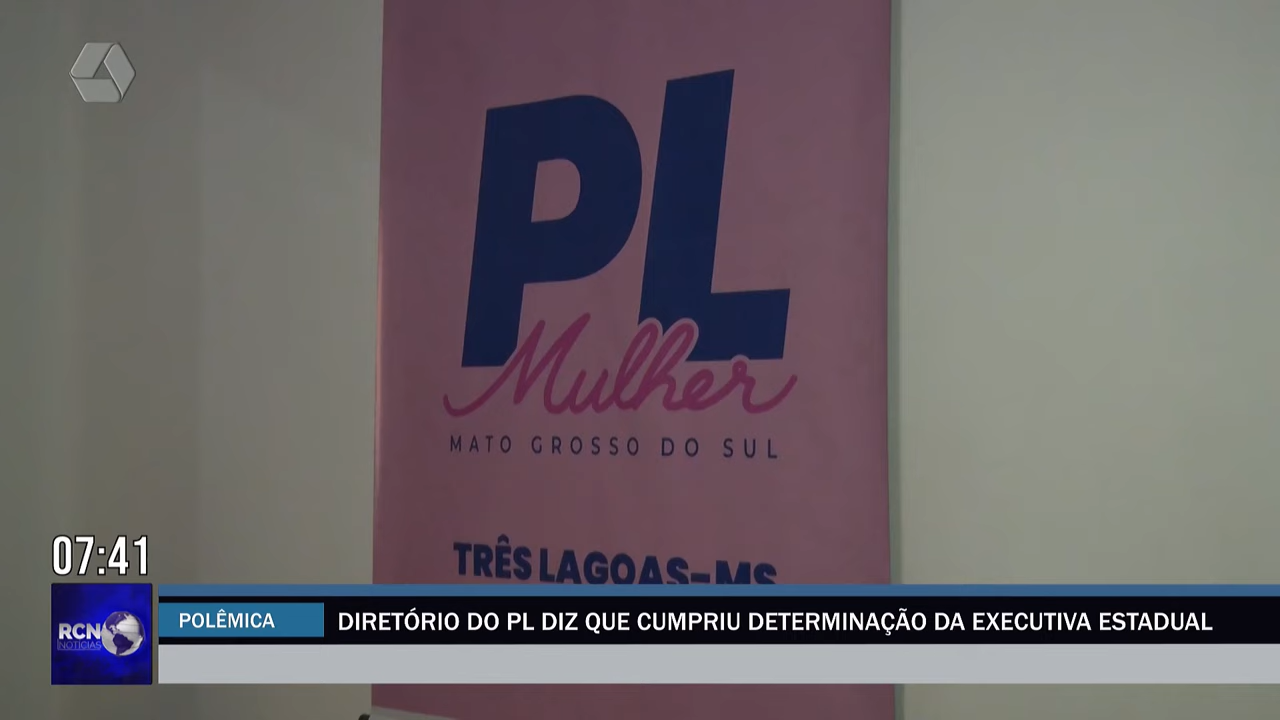 PL
Mulher
MATO GROSSO DO SUL
TRÊS LAGOAS-MS
07:41
RCN
NOTÍCIAS
POLÊMICA
DIRETÓRIO DO PL DIZ QUE CUMPRIU DETERMINAÇÃO DA EXECUTIVA ESTADUAL